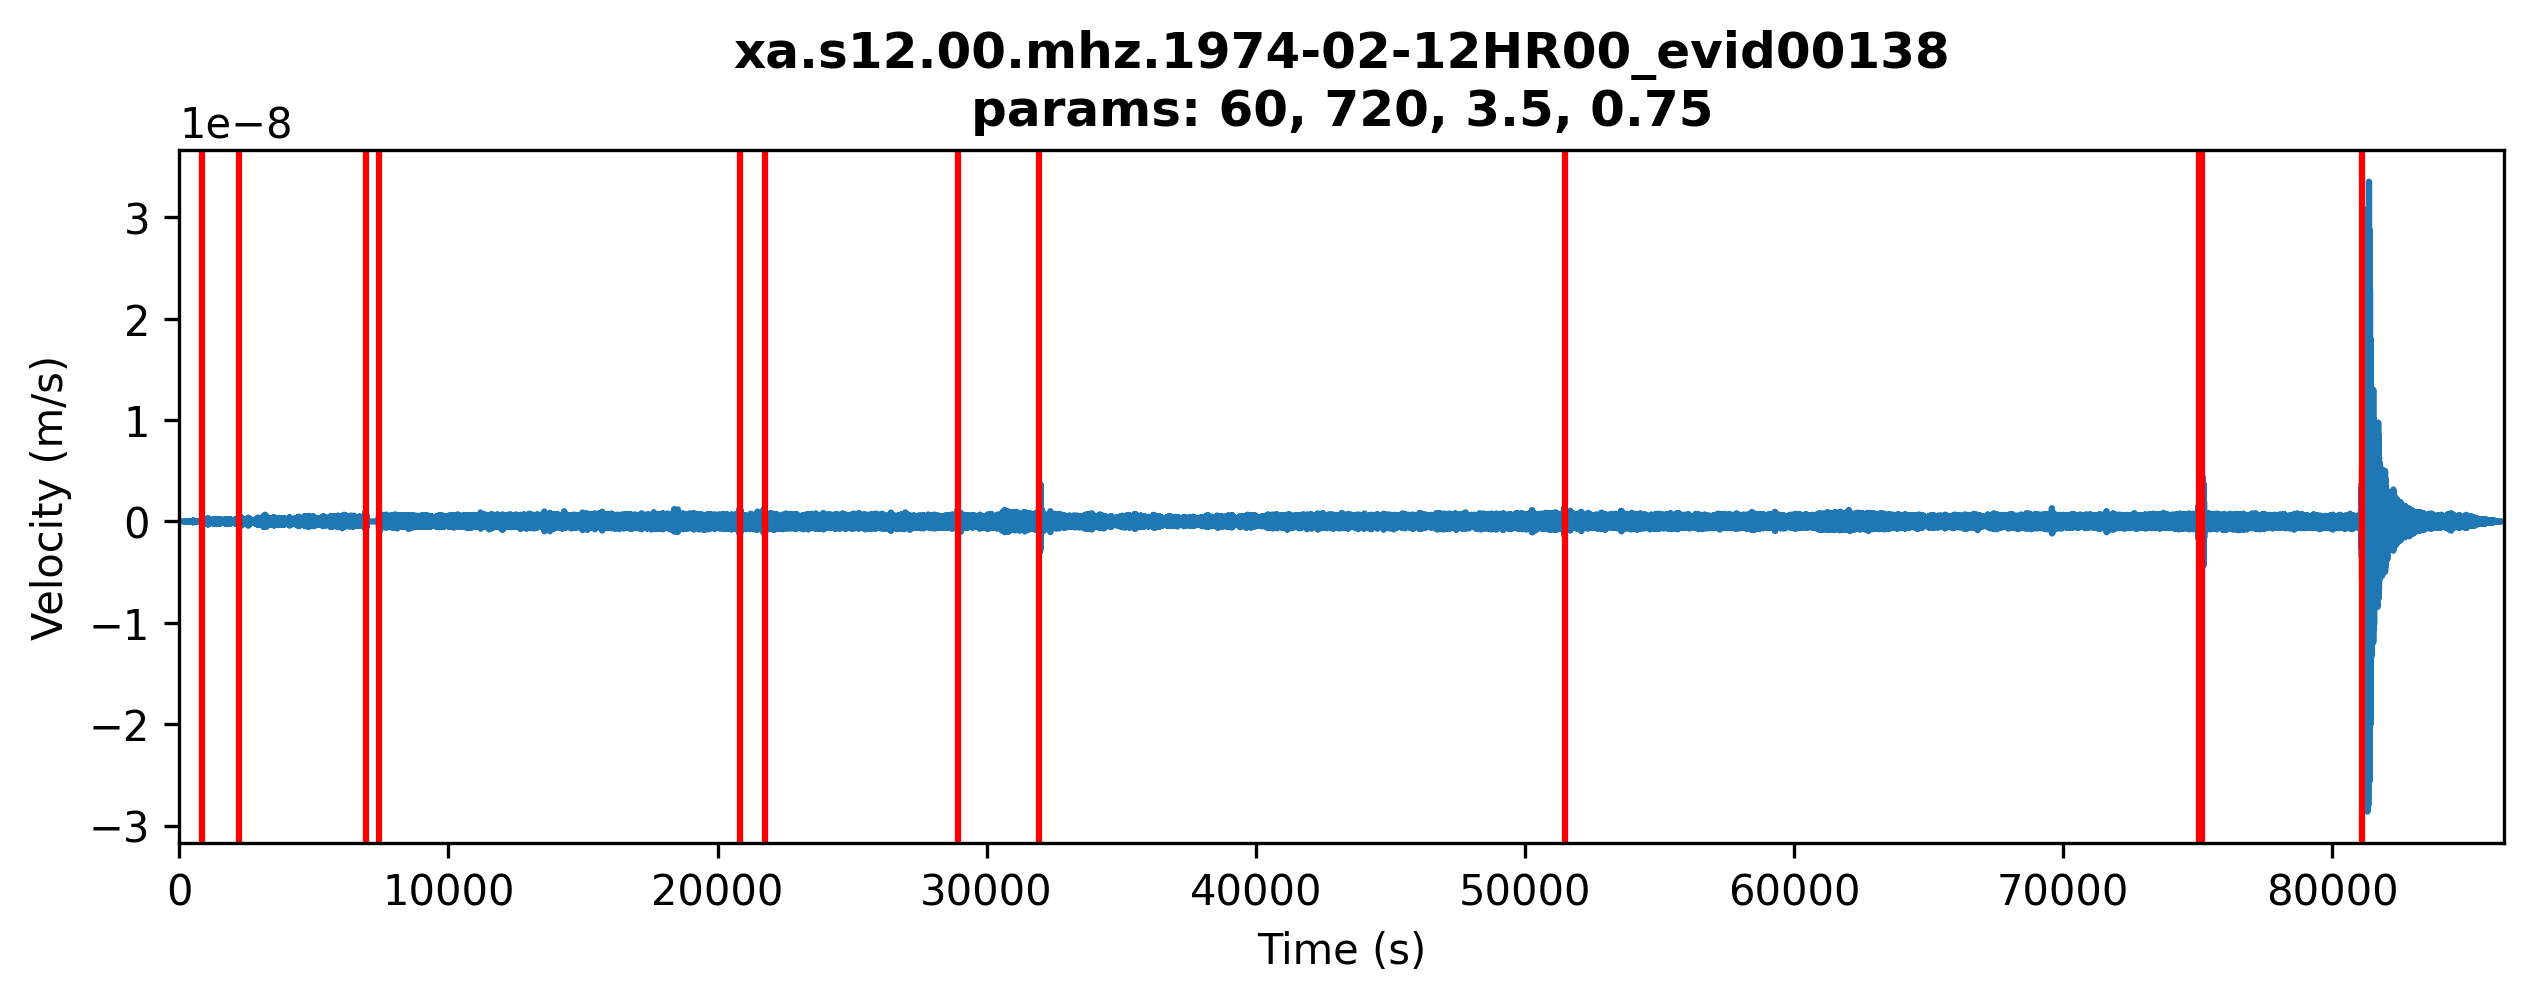 xa.s12.00.mhz.1974-02-12HR00_evid00138
params: 60, 720, 3.5, 0.75
1e−8
3
2
1
0
−1
−2
−3
Velocity (m/s)
0 10000 20000 30000 40000 50000 60000 70000 80000
Time (s)